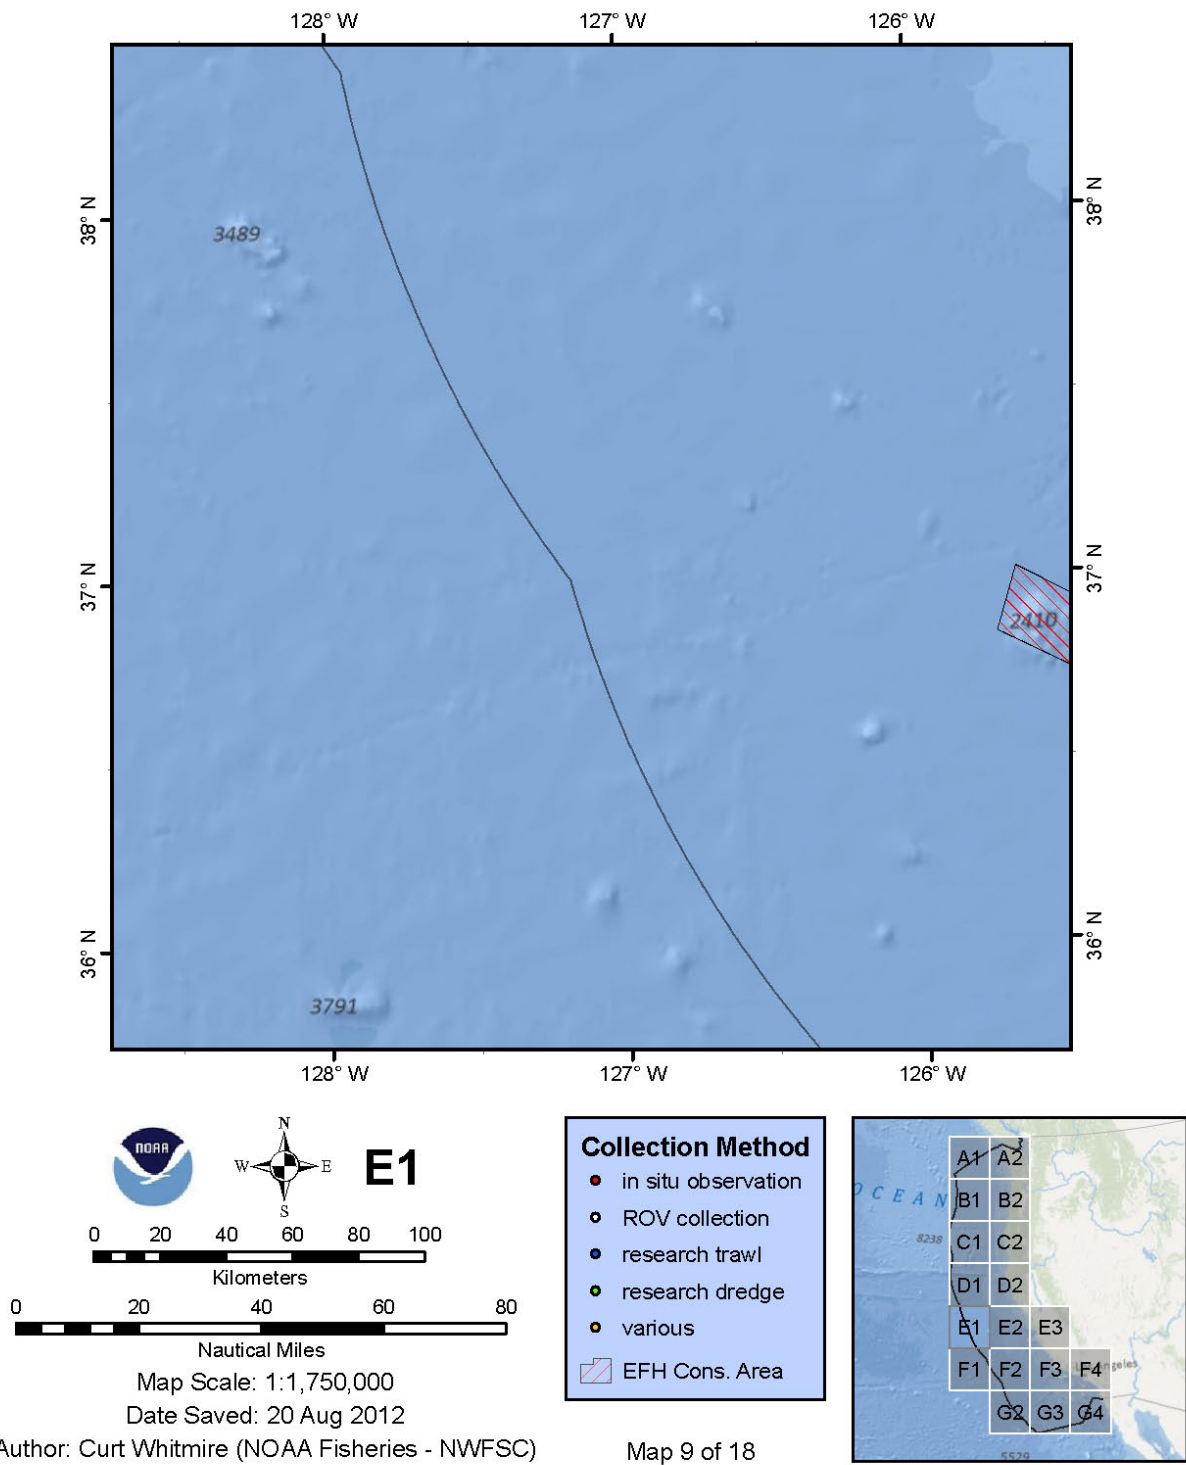 128° W 127° W 126° W
38° N 38° N
3489
37° N 37° N
2410
36° N 36° N
3791
128° W 127° W 126° W
NOAA
N
W E
S
E1
0 20 40 60 80 100
Kilometers
0 20 40 60 80
Nautical Miles
Map Scale: 1:1,750,000
Date Saved: 20 Aug 2012
Author: Curt Whitmire (NOAA Fisheries - NWFSC)
Collection Method
in situ observation
ROV collection
research trawl
research dredge
various
EFH Cons. Area
Map 9 of 18
A1 A2
OCEAN B1 B2
8238 C1 C2
D1 D2
E1 E2 E3
F1 F2 F3 F4
G2 G3 G4
5529